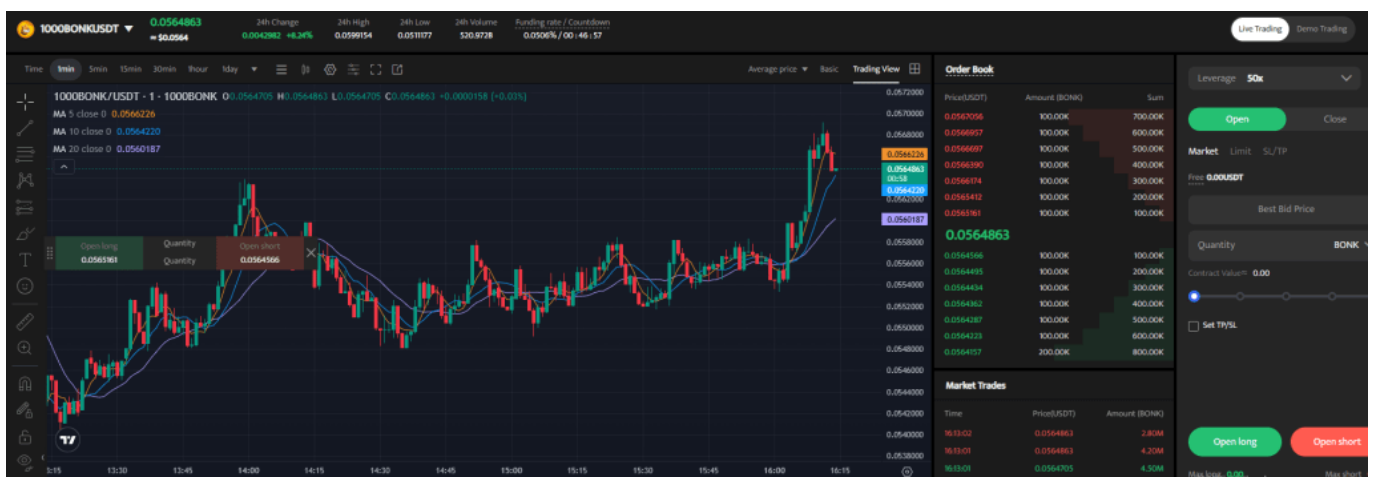 1000BONKUSDT
0.0564863
≈ $0.0564
24h Change
0.0042982 +8.24%
24h High
0.0599154
24h Low
0.0511177
24h Volume
520.972B
Funding rate / Countdown
0.0506% / 00 : 46 : 57
Live Trading Demo Trading
Time 1min 5min 15min 30min 1hour 1day
Average price Basic Trading View
1000BONK/USDT · 1 · 1000BONK O0.0564705 H0.0564863 L0.0564705 C0.0564863 +0.0000158 (+0.03%)
MA 5 close 0 0.0566226
MA 10 close 0 0.0564220
MA 20 close 0 0.0560187
Open long
0.0565161
Quantity
Quantity
Open short
0.0564566
0.0572000
0.0570000
0.0568000
0.0566226
0.0564863
00:58
0.0564220
0.0562000
0.0560187
0.0558000
0.0556000
0.0554000
0.0552000
0.0550000
0.0548000
0.0546000
0.0544000
0.0542000
0.0540000
0.0538000
3:15 13:30 13:45 14:00 14:15 14:30 14:45 15:00 15:15 15:30 15:45 16:00 16:15
Order Book
Price(USDT) Amount (BONK) Sum
0.0567056 100.00K 700.00K
0.0566957 100.00K 600.00K
0.0566697 100.00K 500.00K
0.0566390 100.00K 400.00K
0.0566174 100.00K 300.00K
0.0565412 100.00K 200.00K
0.0565161 100.00K 100.00K
0.0564863
0.0564566 100.00K 100.00K
0.0564495 100.00K 200.00K
0.0564434 100.00K 300.00K
0.0564362 100.00K 400.00K
0.0564287 100.00K 500.00K
0.0564223 100.00K 600.00K
0.0564157 200.00K 800.00K
Market Trades
Time Price(USDT) Amount (BONK)
16:13:02 0.0564863 2.80M
16:13:01 0.0564863 4.20M
16:13:01 0.0564705 4.50M
Leverage 50x
Open Close
Market Limit SL/TP
Free 0.00USDT
Best Bid Price
Quantity BONK
Contract Value= 0.00
Set TP/SL
Open long Open short
Max long 0.00 Max short